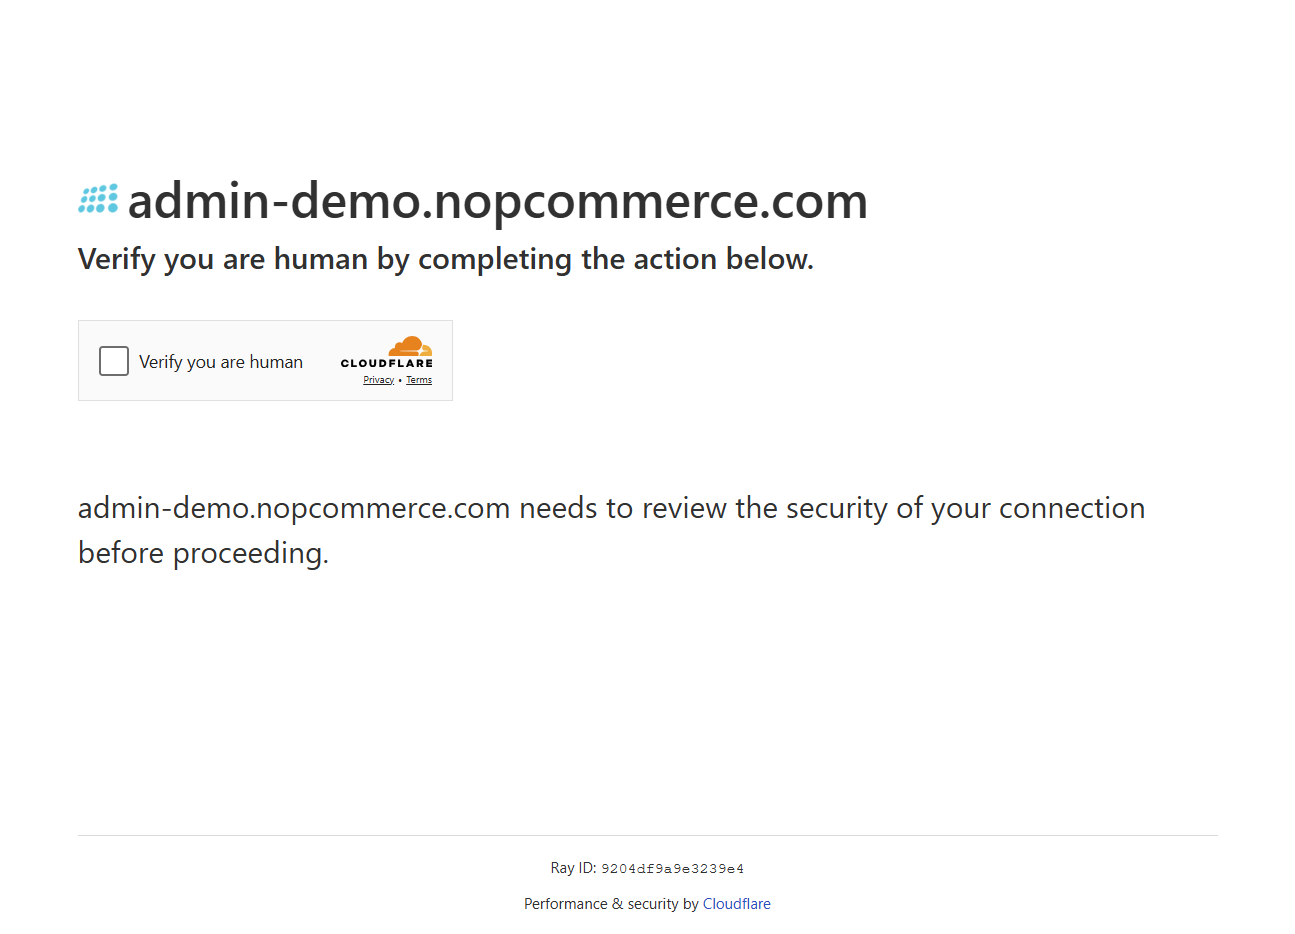 admin-demo.nopcommerce.com
Verify you are human by completing the action below.
Verify you are human
CLOUDFLARE
Privacy • Terms
admin-demo.nopcommerce.com needs to review the security of your connection
before proceeding.
Ray ID: 9204df9a9e3239e4
Performance & security by Cloudflare